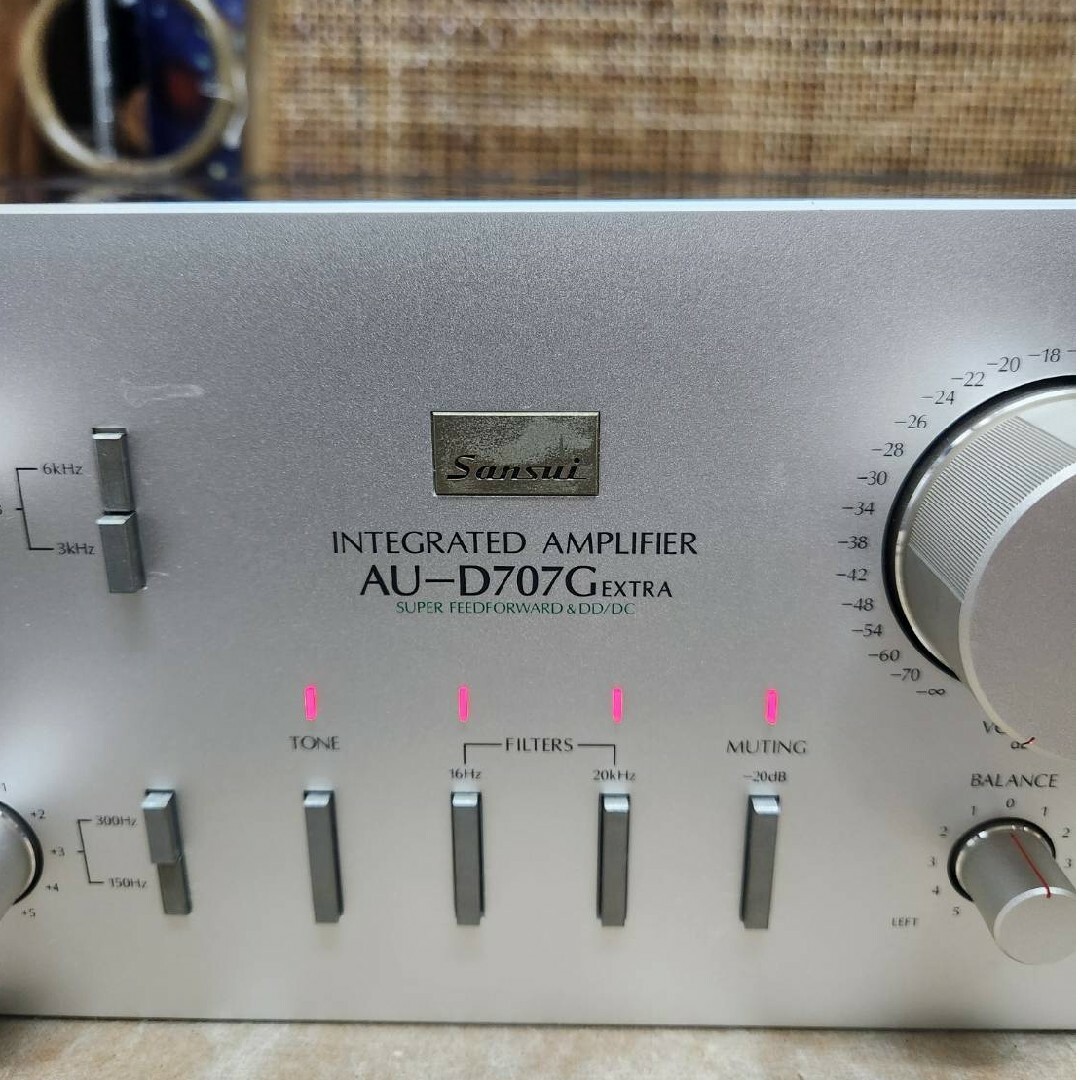 Sansui
INTEGRATED AMPLIFIER
AU-D707G EXTRA
SUPER FEEDFORWARD & DD/DC
6kHz
3kHz
-18
-20
-22
-24
-26
-28
-30
-34
-38
-42
-48
-54
-60
-70
-∞
TONE
FILTERS
16Hz
20kHz
MUTING
-20dB
+2
+3
+4
+5
300Hz
150Hz
BALANCE
0
1 1
2 2
3 3
4
5
LEFT